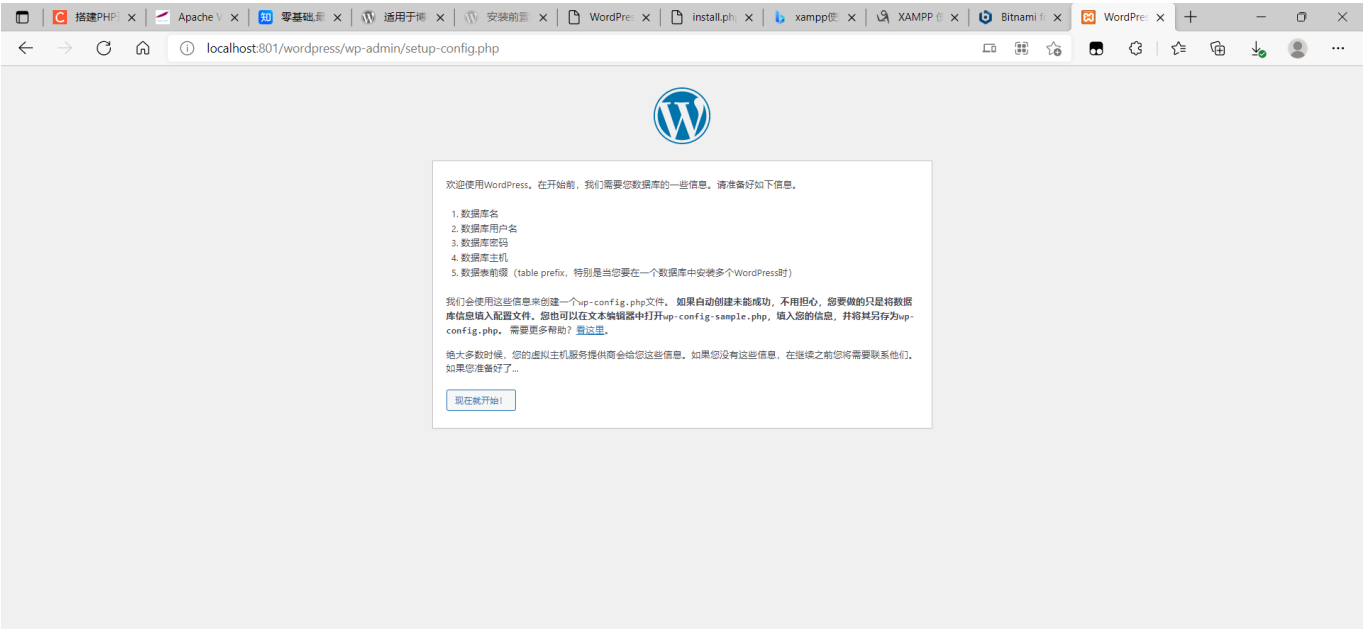 搭建PHP
Apache V
知
零基础,
适用于博
安装前
WordPre
install.ph
xampp使
XAMPP
Bitnami f
WordPre
localhost:801/wordpress/wp-admin/setup-config.php
欢迎使用WordPress。在开始前，我们需要您数据库的一些信息。请准备好如下信息。
1. 数据库名
2. 数据库用户名
3. 数据库密码
4. 数据库主机
5. 数据表前缀（table prefix，特别是当您要在一个数据库中安装多个WordPress时）
我们会使用这些信息来创建一个wp-config.php文件。 如果自动创建未能成功，不用担心，您要做的只是将数据
库信息填入配置文件。您也可以在文本编辑器中打开wp-config-sample.php，填入您的信息，并将其另存为wp-
config.php。 需要更多帮助？看这里。
绝大多数时候，您的虚拟主机服务提供商会给您这些信息。如果您没有这些信息，在继续之前您将需要联系他们。
如果您准备好了…
现在就开始！